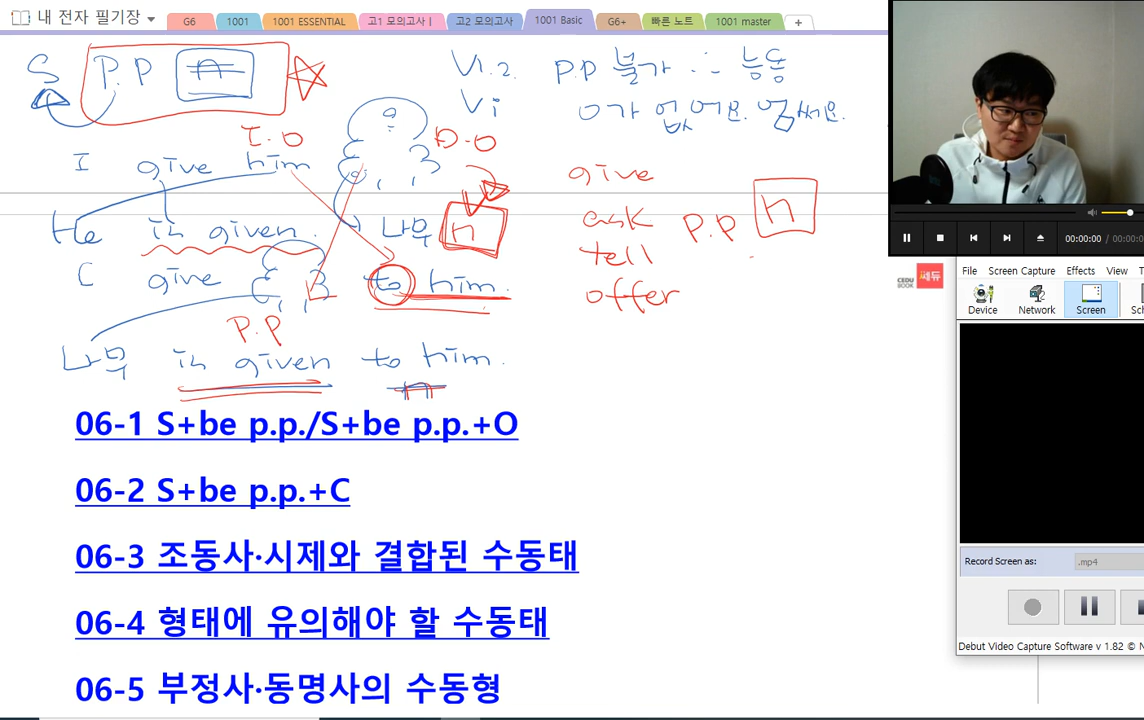 내 전자 필기장
G6 1001 1001 ESSENTIAL 고1 모의고사 I 고2 모의고사 1001 Basic G6+ 빠른 노트 1001 master +
S P.P n
V1.2. P.P 불가 ∴ 능동
Vi O가 없어요. 없어요.
I.O ? D.O
I give him
give
He is given 나무 n
ask P.P n
tell
I give to him
offer
P.P
나무 is given to him.
n
06-1 S+be p.p./S+be p.p.+O
06-2 S+be p.p.+C
06-3 조동사·시제와 결합된 수동태
06-4 형태에 유의해야 할 수동태
06-5 부정사·동명사의 수동형
00:00:00 / 00:00
CEDU BOOK 쎄듀
File Screen Capture Effects View T
Device Network Screen Sc
Record Screen as: .mp4
Debut Video Capture Software v 1.82 © N